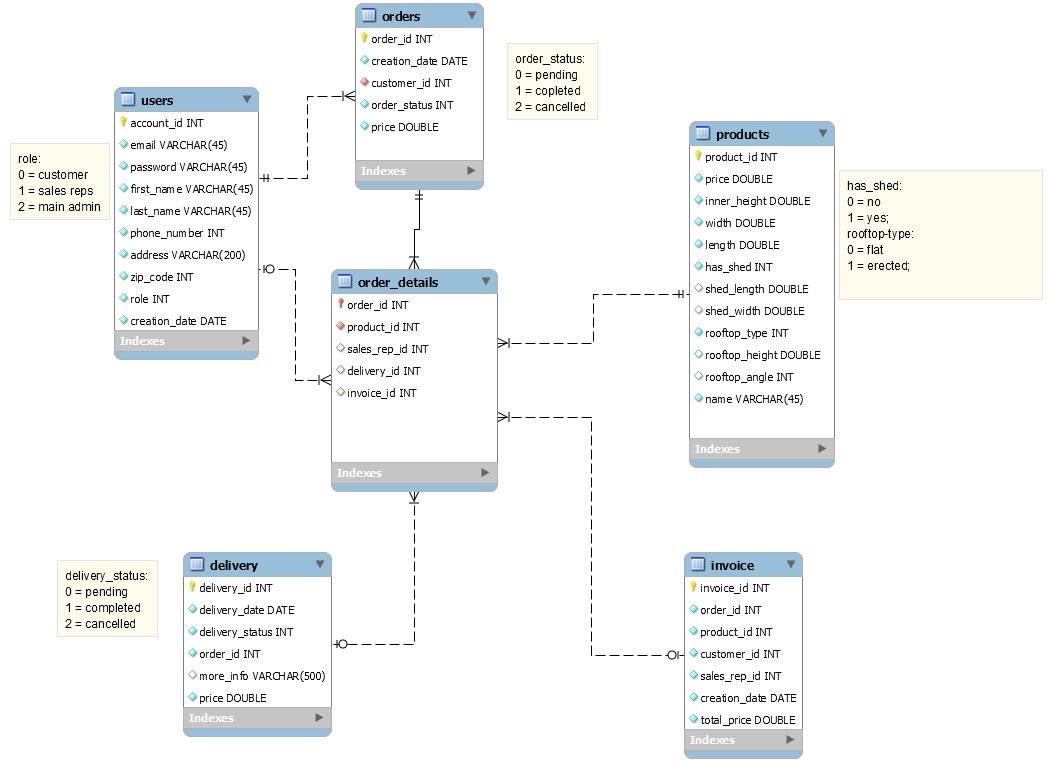 orders
order_id INT
creation_date DATE
customer_id INT
order_status INT
price DOUBLE
Indexes
order_status:
0 = pending
1 = copleted
2 = cancelled
users
account_id INT
email VARCHAR(45)
password VARCHAR(45)
first_name VARCHAR(45)
last_name VARCHAR(45)
phone_number INT
address VARCHAR(200)
zip_code INT
role INT
creation_date DATE
Indexes
role:
0 = customer
1 = sales reps
2 = main admin
products
product_id INT
price DOUBLE
inner_height DOUBLE
width DOUBLE
length DOUBLE
has_shed INT
shed_length DOUBLE
shed_width DOUBLE
rooftop_type INT
rooftop_height DOUBLE
rooftop_angle INT
name VARCHAR(45)
Indexes
has_shed:
0 = no
1 = yes;
rooftop-type:
0 = flat
1 = erected;
order_details
order_id INT
product_id INT
sales_rep_id INT
delivery_id INT
invoice_id INT
Indexes
delivery_status:
0 = pending
1 = completed
2 = cancelled
delivery
delivery_id INT
delivery_date DATE
delivery_status INT
order_id INT
more_info VARCHAR(500)
price DOUBLE
Indexes
invoice
invoice_id INT
order_id INT
product_id INT
customer_id INT
sales_rep_id INT
creation_date DATE
total_price DOUBLE
Indexes